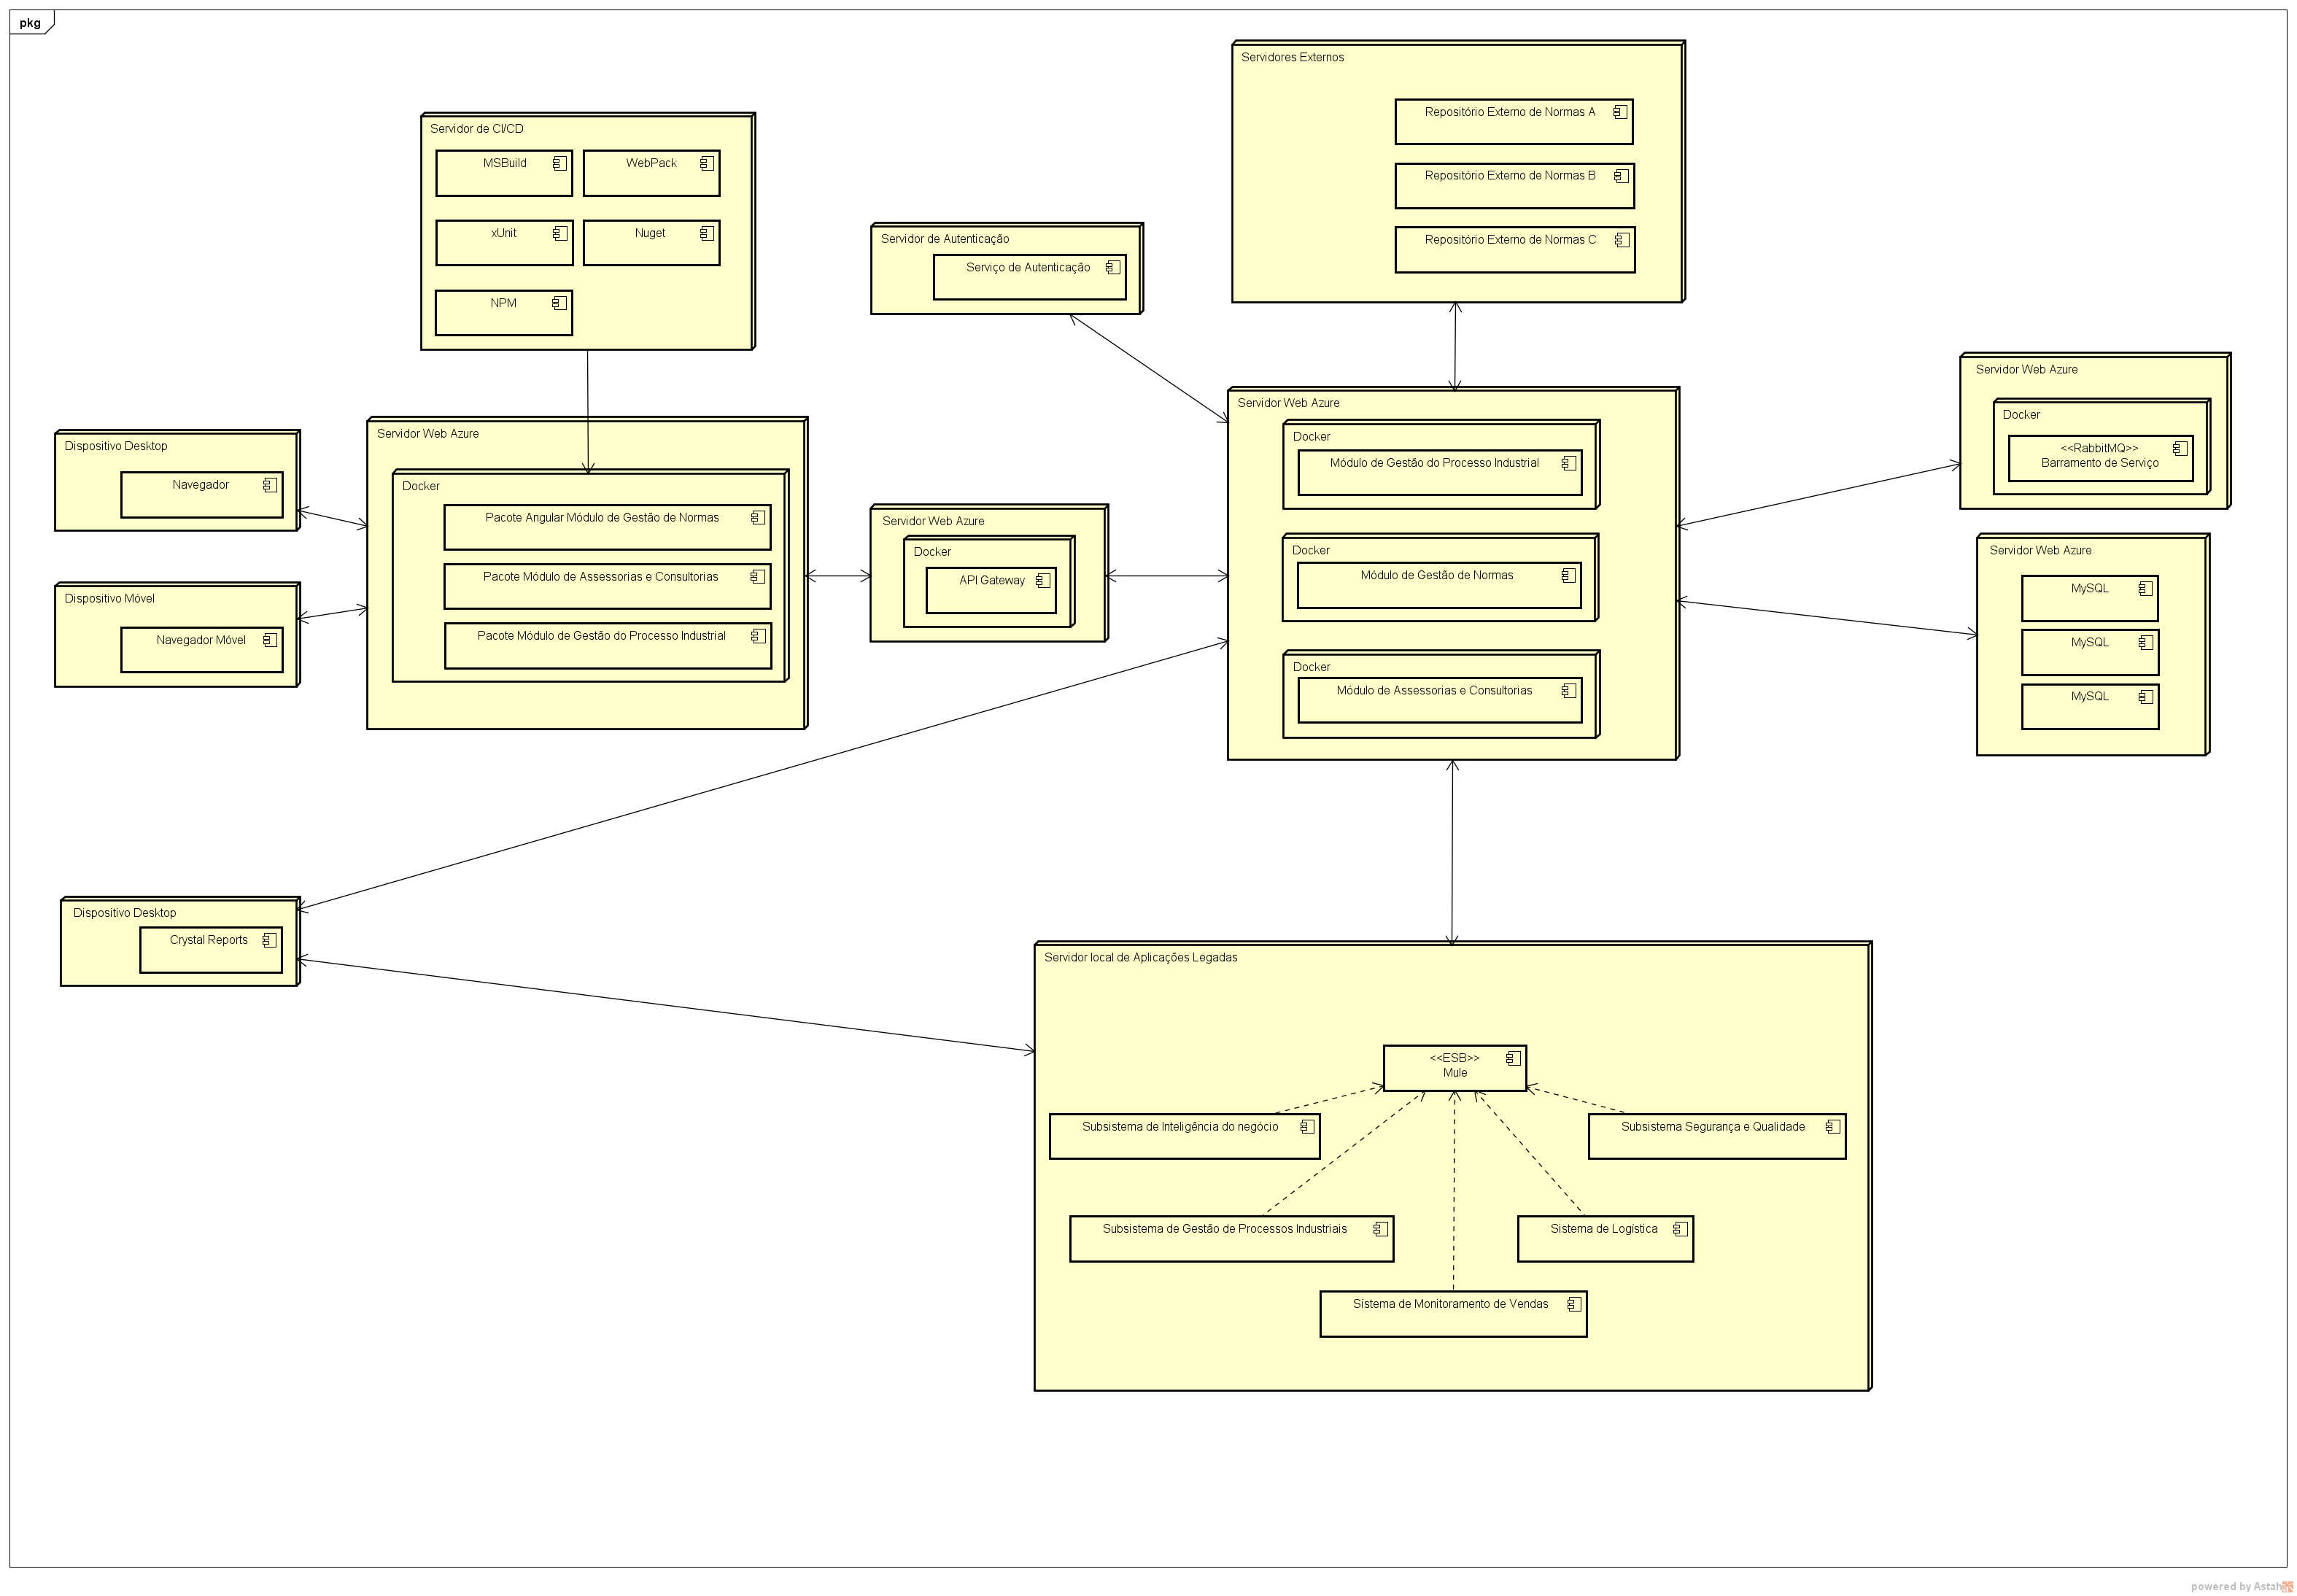 pkg
Servidores Externos
Repositório Externo de Normas A
Repositório Externo de Normas B
Repositório Externo de Normas C
Servidor de CI/CD
MSBuild
WebPack
xUnit
Nuget
NPM
Servidor de Autenticação
Serviço de Autenticação
Servidor Web Azure
Docker
<<RabbitMQ>>
Barramento de Serviço
Servidor Web Azure
Docker
Módulo de Gestão do Processo Industrial
Docker
Módulo de Gestão de Normas
Docker
Módulo de Assessorias e Consultorias
Dispositivo Desktop
Navegador
Servidor Web Azure
Docker
Pacote Angular Módulo de Gestão de Normas
Pacote Módulo de Assessorias e Consultorias
Pacote Módulo de Gestão do Processo Industrial
Servidor Web Azure
Docker
API Gateway
Servidor Web Azure
MySQL
MySQL
MySQL
Dispositivo Móvel
Navegador Móvel
Dispositivo Desktop
Crystal Reports
Servidor local de Aplicações Legadas
<<ESB>>
Mule
Subsistema de Inteligência do negócio
Subsistema Segurança e Qualidade
Subsistema de Gestão de Processos Industriais
Sistema de Logística
Sistema de Monitoramento de Vendas
powered by Astah